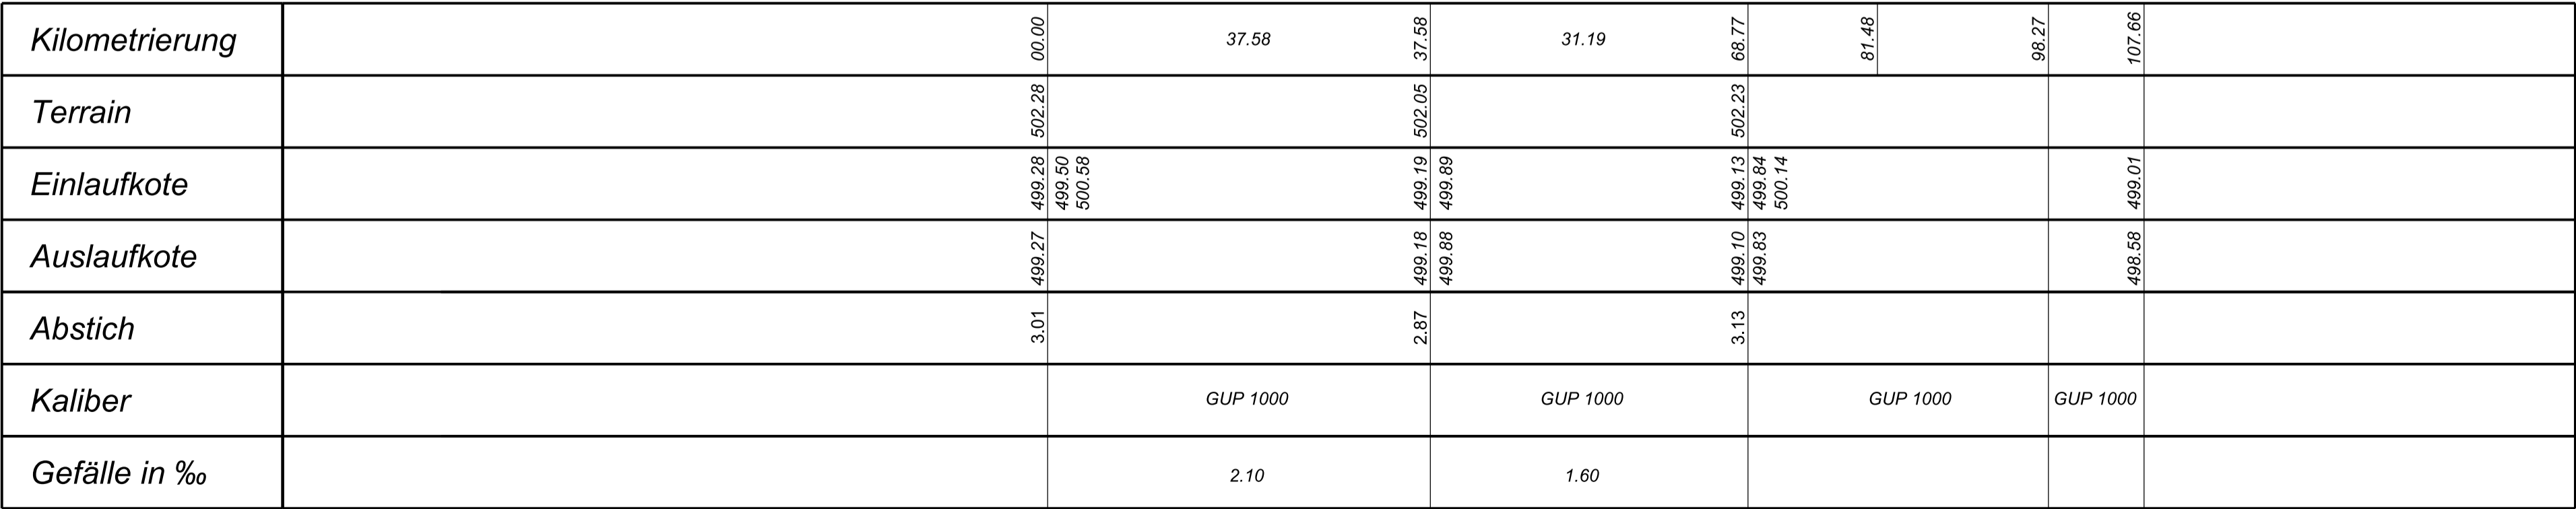 Kilometrierung 00.00 37.58 37.58 31.19 68.77 81.48 98.27 107.66
Terrain 502.28 502.05 502.23
Einlaufkote 499.28 499.50 500.58 499.19 499.89 499.13 499.84 500.14 499.01
Auslaufkote 499.27 499.18 499.88 499.10 499.83 498.58
Abstich 3.01 2.87 3.13
Kaliber GUP 1000 GUP 1000 GUP 1000 GUP 1000
Gefälle in ‰ 2.10 1.60